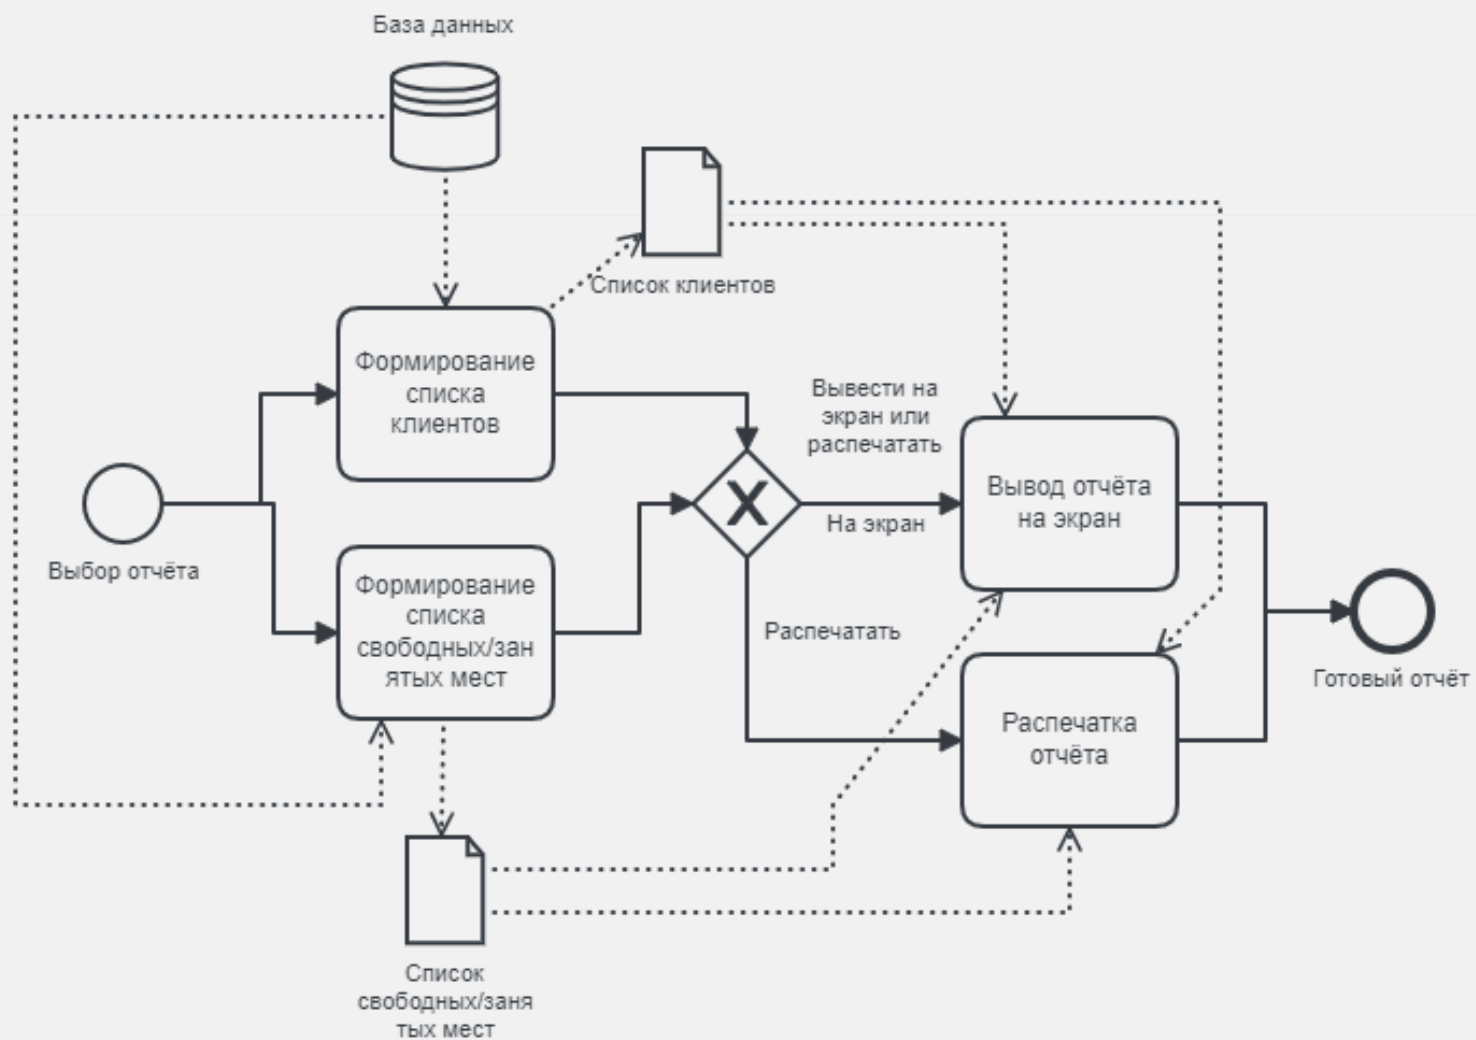 База данных
Список клиентов
Формирование
списка
клиентов
Вывести на
экран или
распечатать
Вывод отчёта
на экран
На экран
Выбор отчёта
Формирование
списка
свободных/зан
ятых мест
Распечатать
Готовый отчёт
Распечатка
отчёта
Список
свободных/заня
тых мест